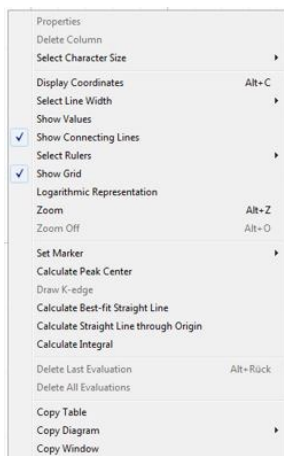 Properties
Delete Column
Select Character Size
Display Coordinates Alt+C
Select Line Width
Show Values
Show Connecting Lines
Select Rulers
Show Grid
Logarithmic Representation
Zoom Alt+Z
Zoom Off Alt+O
Set Marker
Calculate Peak Center
Draw K-edge
Calculate Best-fit Straight Line
Calculate Straight Line through Origin
Calculate Integral
Delete Last Evaluation Alt+Rück
Delete All Evaluations
Copy Table
Copy Diagram
Copy Window